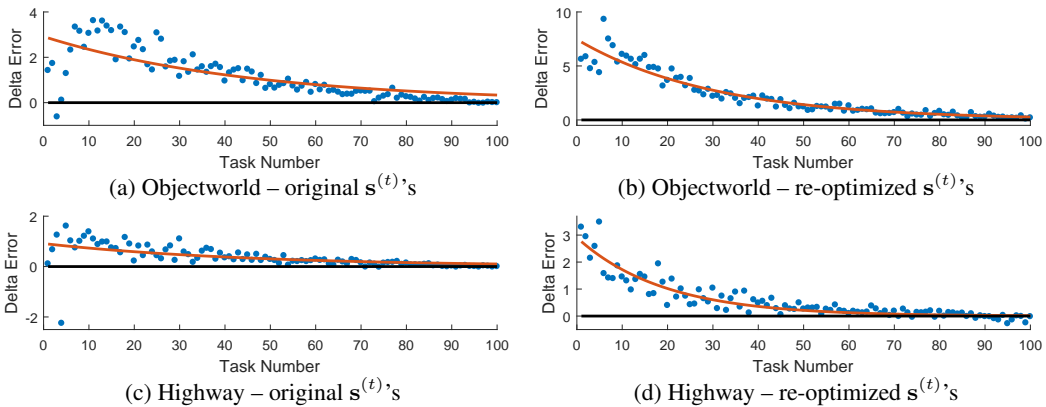 4
2
0
Delta Error
0 10 20 30 40 50 60 70 80 90 100
Task Number
(a) Objectworld – original s^(t)'s
10
5
0
Delta Error
1 10 20 30 40 50 60 70 80 90 100
Task Number
(b) Objectworld – re-optimized s^(t)'s
2
0
-2
Delta Error
0 10 20 30 40 50 60 70 80 90 100
Task Number
(c) Highway – original s^(t)'s
3
2
1
0
Delta Error
1 10 20 30 40 50 60 70 80 90 100
Task Number
(d) Highway – re-optimized s^(t)'s